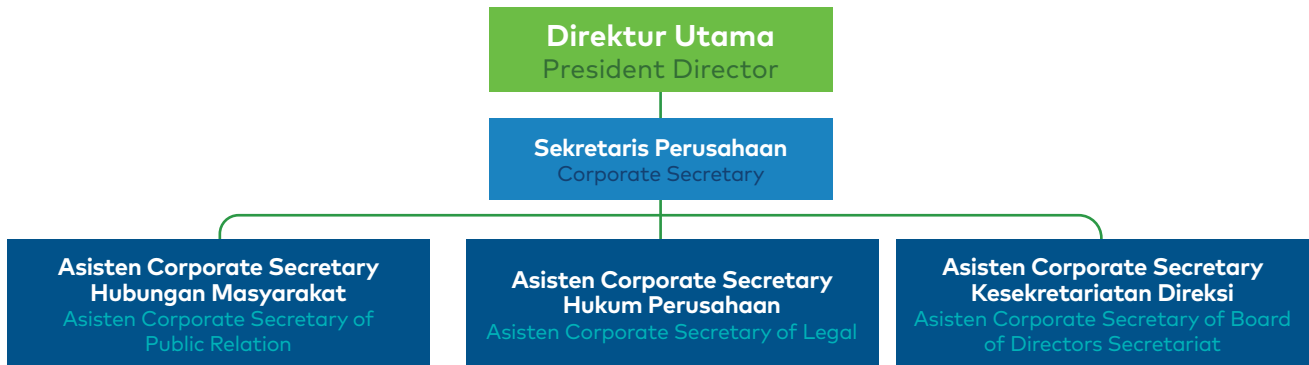 Direktur Utama
President Director
Sekretaris Perusahaan
Corporate Secretary
Asisten Corporate Secretary
Hubungan Masyarakat
Asisten Corporate Secretary of
Public Relation
Asisten Corporate Secretary
Hukum Perusahaan
Asisten Corporate Secretary of Legal
Asisten Corporate Secretary
Kesekretariatan Direksi
Asisten Corporate Secretary of Board
of Directors Secretariat